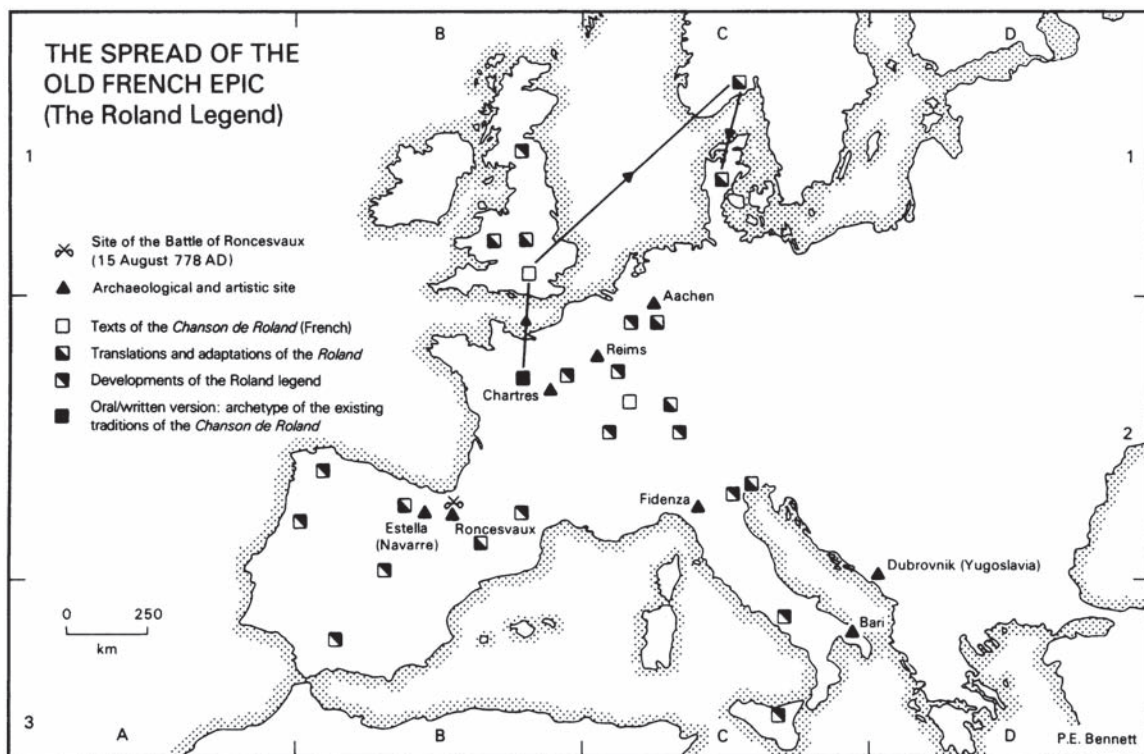 THE SPREAD OF THE
OLD FRENCH EPIC
(The Roland Legend)
B
C
D
1
1
Site of the Battle of Roncesvaux
(15 August 778 AD)
Archaeological and artistic site
Texts of the Chanson de Roland (French)
Translations and adaptations of the Roland
Developments of the Roland legend
Oral/written version: archetype of the existing
traditions of the Chanson de Roland
Aachen
Reims
Chartres
2
Fidenza
Estella
(Navarre)
Roncesvaux
Dubrovnik (Yugoslavia)
Bari
0 250
km
3
A
B
C
D
P.E. Bennett